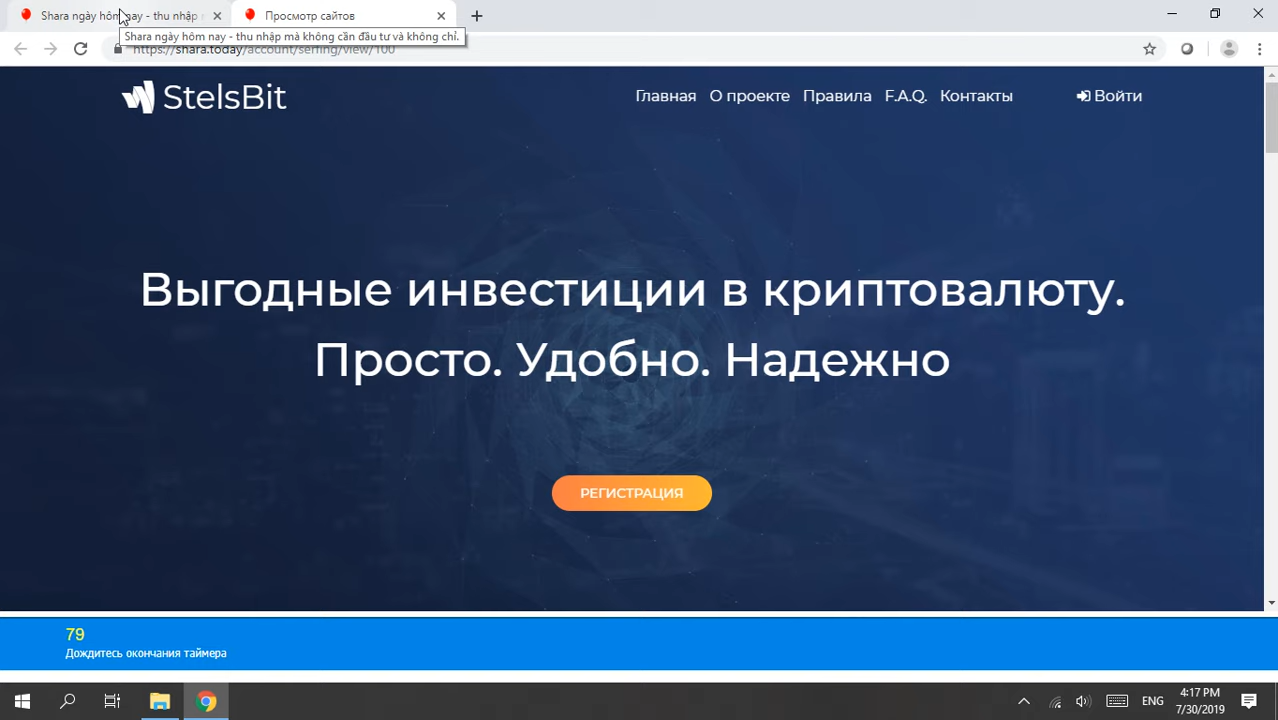 Shara ngày hôm nay - thu nhập
Просмотр сайтов
Shara ngày hôm nay - thu nhập mà không cần đầu tư và không chỉ.
https://shara.today/account/serfing/view/100
StelsBit
Главная О проекте Правила F.A.Q. Контакты Войти
Выгодные инвестиции в криптовалюту.
Просто. Удобно. Надежно
РЕГИСТРАЦИЯ
79
Дождитесь окончания таймера
ENG
4:17 PM
7/30/2019